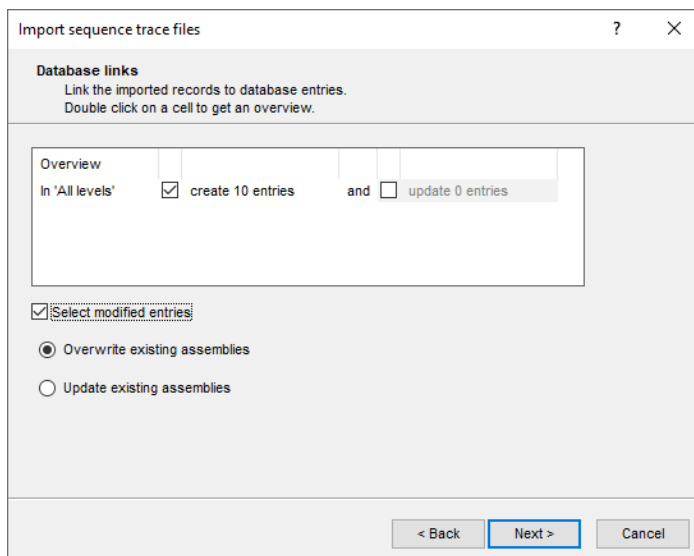 Import sequence trace files
?
Database links
Link the imported records to database entries.
Double click on a cell to get an overview.
Overview
In 'All levels' create 10 entries and update 0 entries
Select modified entries
Overwrite existing assemblies
Update existing assemblies
< Back Next > Cancel